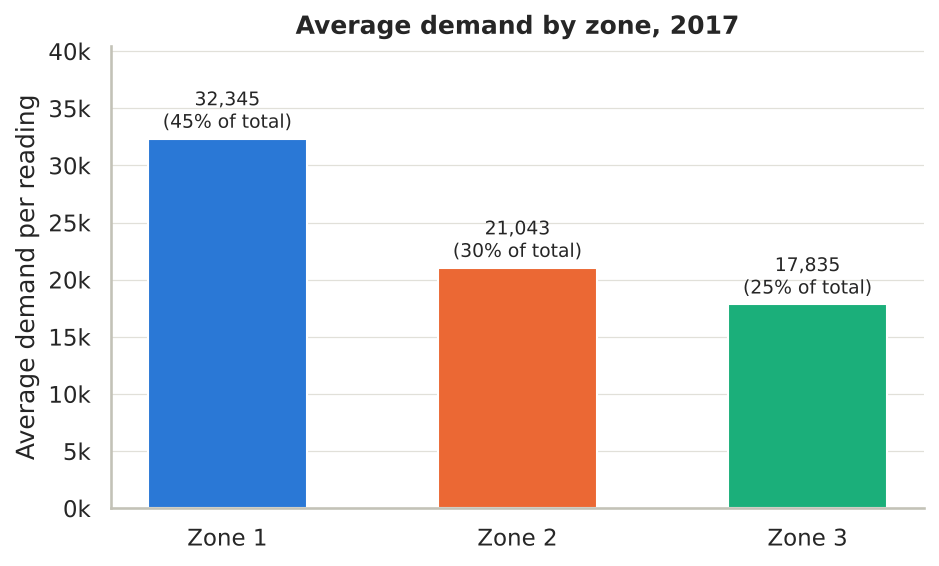 Average demand by zone, 2017
Average demand per reading
40k
35k
30k
25k
20k
15k
10k
5k
0k
32,345
(45% of total)
21,043
(30% of total)
17,835
(25% of total)
Zone 1
Zone 2
Zone 3